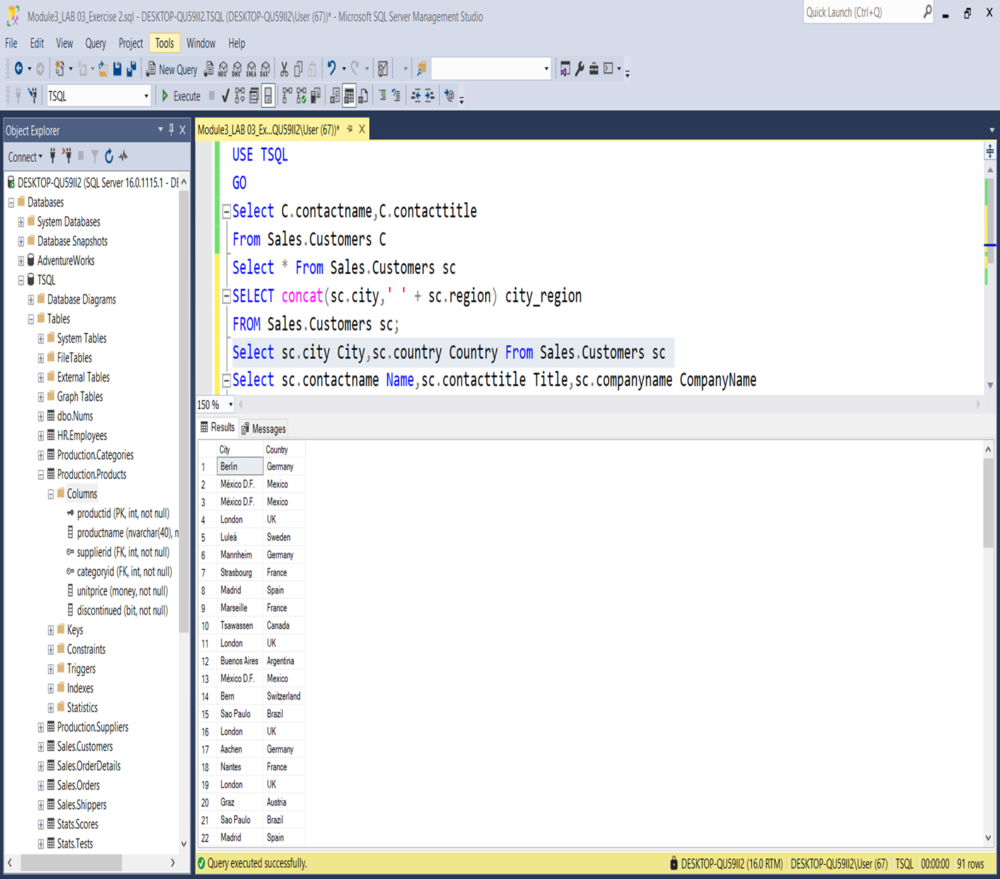 Module3_LAB 03_Exercise 2.sql - DESKTOP-QU59II2.TSQL (DESKTOP-QU59II2\User (67))* - Microsoft SQL Server Management Studio
Quick Launch (Ctrl+Q)
File Edit View Query Project Tools Window Help
New Query
TSQL Execute
Object Explorer
Connect
DESKTOP-QU59II2 (SQL Server 16.0.1115.1 - DE
Databases
System Databases
Database Snapshots
AdventureWorks
TSQL
Database Diagrams
Tables
System Tables
FileTables
External Tables
Graph Tables
dbo.Nums
HR.Employees
Production.Categories
Production.Products
Columns
productid (PK, int, not null)
productname (nvarchar(40), n
supplierid (FK, int, not null)
categoryid (FK, int, not null)
unitprice (money, not null)
discontinued (bit, not null)
Keys
Constraints
Triggers
Indexes
Statistics
Production.Suppliers
Sales.Customers
Sales.OrderDetails
Sales.Orders
Sales.Shippers
Stats.Scores
Stats.Tests
Module3_LAB 03_Ex...QU59II2\User (67))*
USE TSQL
GO
Select C.contactname,C.contacttitle
From Sales.Customers C
Select * From Sales.Customers sc
SELECT concat(sc.city,' ' + sc.region) city_region
FROM Sales.Customers sc;
Select sc.city City,sc.country Country From Sales.Customers sc
Select sc.contactname Name,sc.contacttitle Title,sc.companyname CompanyName
150 %
Results Messages
City Country
1 Berlin Germany
2 México D.F. Mexico
3 México D.F. Mexico
4 London UK
5 Luleå Sweden
6 Mannheim Germany
7 Strasbourg France
8 Madrid Spain
9 Marseille France
10 Tsawassen Canada
11 London UK
12 Buenos Aires Argentina
13 México D.F. Mexico
14 Bern Switzerland
15 Sao Paulo Brazil
16 London UK
17 Aachen Germany
18 Nantes France
19 London UK
20 Graz Austria
21 Sao Paulo Brazil
22 Madrid Spain
Query executed successfully.
DESKTOP-QU59II2 (16.0 RTM) DESKTOP-QU59II2\User (67) TSQL 00:00:00 91 rows